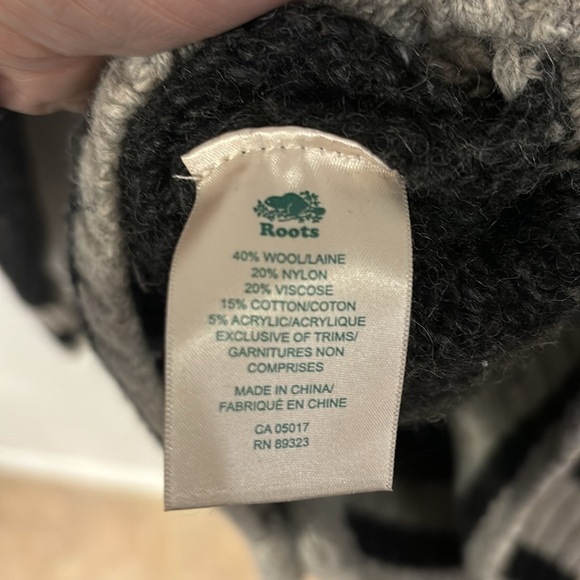 Roots
40% WOOL/LAINE
20% NYLON
20% VISCOSE
15% COTTON/COTON
5% ACRYLIC/ACRYLIQUE
EXCLUSIVE OF TRIMS/
GARNITURES NON
COMPRISES
MADE IN CHINA/
FABRIQUÉ EN CHINE
CA 05017
RN 89323